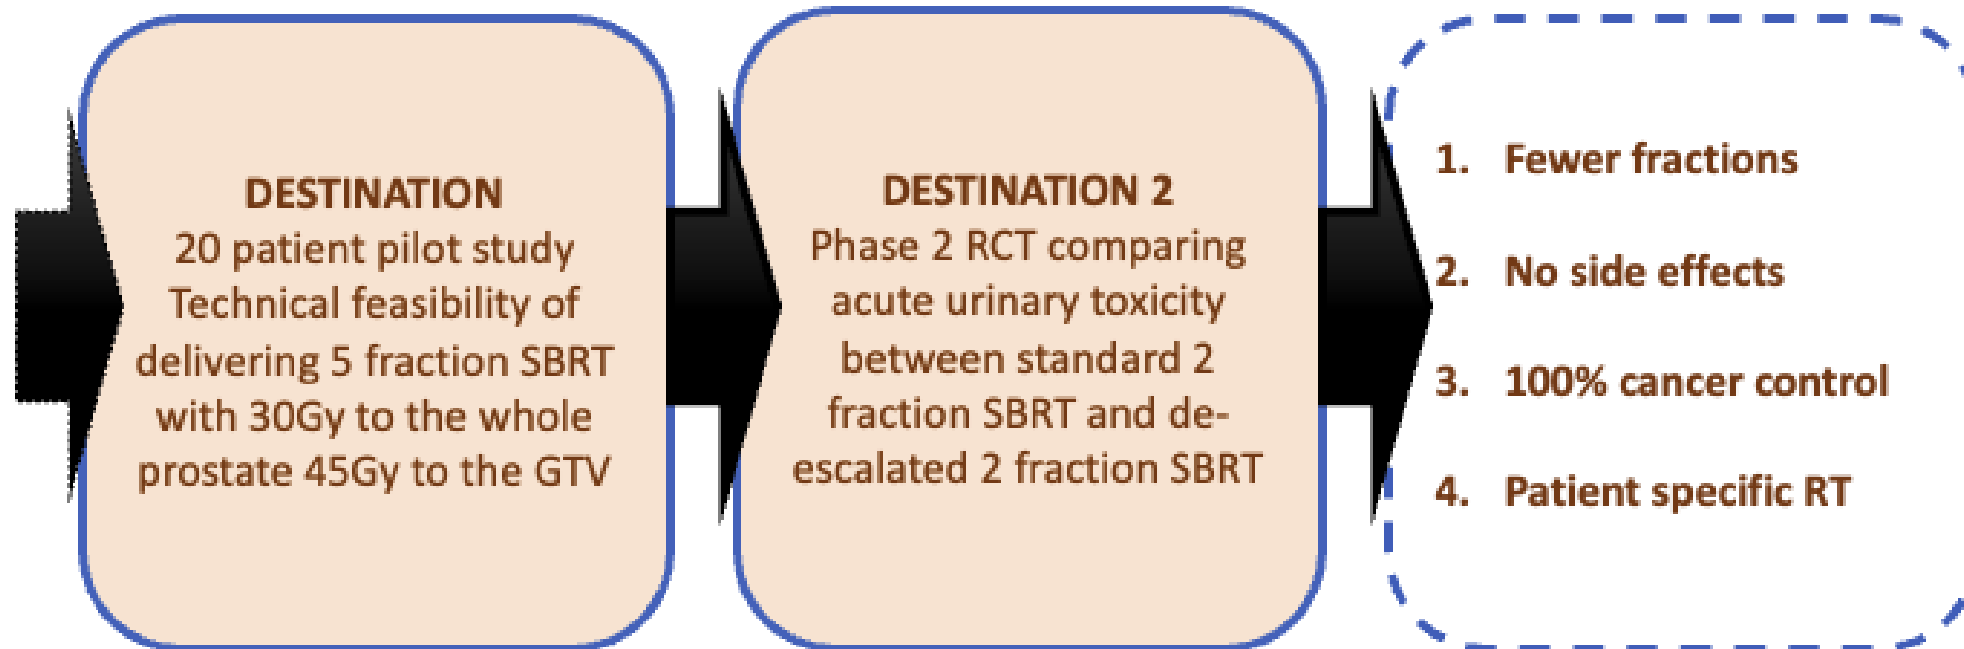 DESTINATION
20 patient pilot study
Technical feasibility of
delivering 5 fraction SBRT
with 30Gy to the whole
prostate 45Gy to the GTV
DESTINATION 2
Phase 2 RCT comparing
acute urinary toxicity
between standard 2
fraction SBRT and de-
escalated 2 fraction SBRT
1. Fewer fractions
2. No side effects
3. 100% cancer control
4. Patient specific RT